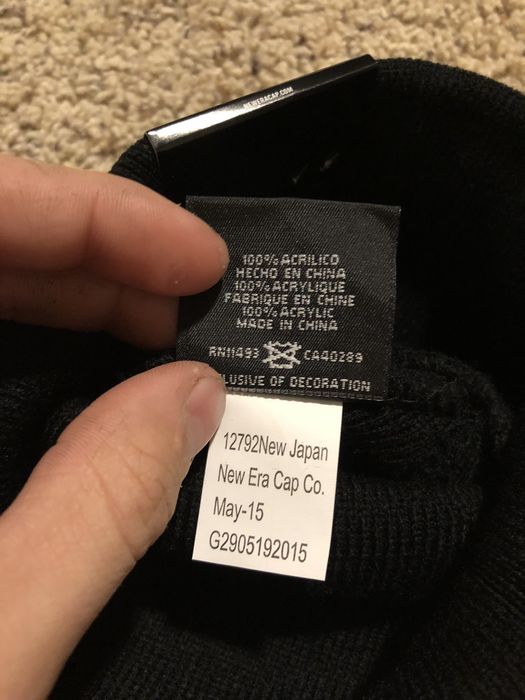 NEWERACAP.COM
100% ACRILICO
HECHO EN CHINA
100% ACRYLIQUE
FABRIQUE EN CHINE
100% ACRYLIC
MADE IN CHINA
RN11493 CA40289
LUSIVE OF DECORATION
12792New Japan
New Era Cap Co.
May-15
G2905192015